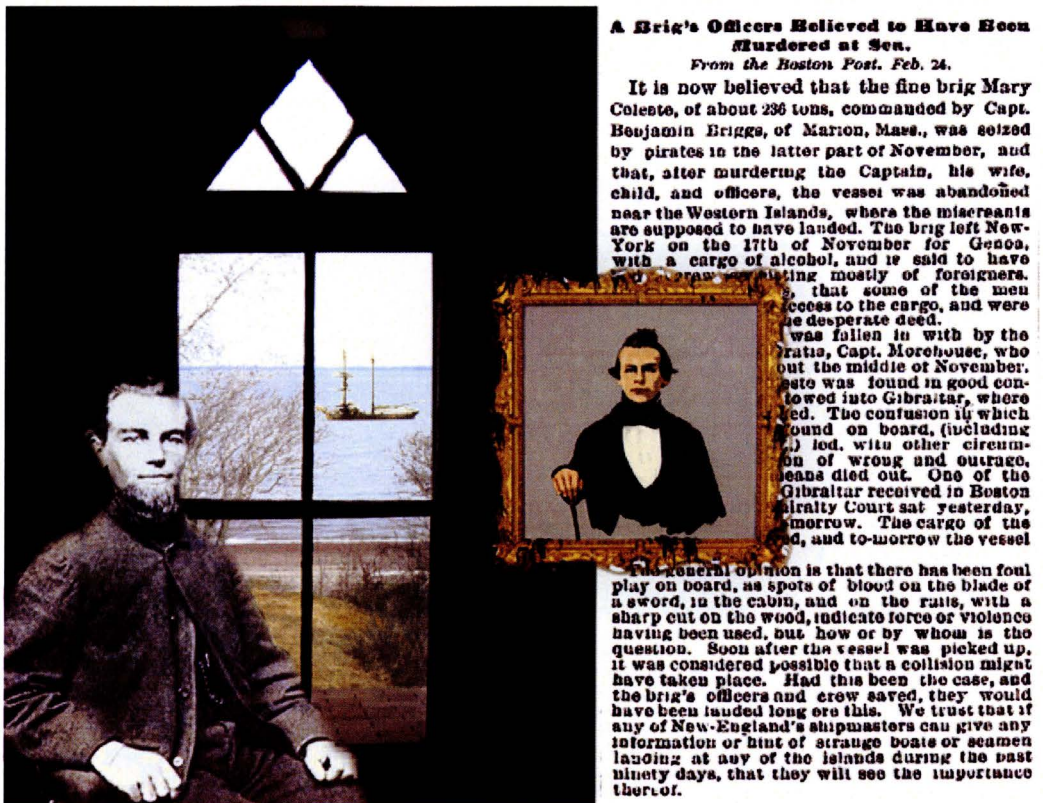 A Brig's Officers Believed to Have Been
Murdered at Sea.
From the Boston Post. Feb. 24.
It is now believed that the fine brig Mary
Celeste, of about 236 tons, commanded by Capt.
Benjamin Briggs, of Marion, Mass., was seized
by pirates in the latter part of November, and
that, after murdering the Captain, his wife,
child, and officers, the vessel was abandoned
near the Western Islands, where the miscreants
are supposed to have landed. The brig left New-
York on the 17th of November for Genoa,
with a cargo of alcohol, and is said to have
mostly of foreigners.
that some of the men
to the cargo, and were
desperate deed.
was fallen in with by the
Capt. Morehouse, who
out the middle of November.
was found in good con-
towed into Gibraltar, where
The confusion in which
found on board, (including
led, with other circum-
of wrong and outrage,
died out. One of the
Gibraltar received in Boston
Court sat yesterday,
The cargo of the
and to-morrow the vessel
The general opinion is that there has been foul
play on board, as spots of blood on the blade of
a sword, in the cabin, and on the rails, with a
sharp cut on the wood, indicate force or violence
having been used, but how or by whom is the
question. Soon after the vessel was picked up,
it was considered possible that a collision might
have taken place. Had this been the case, and
the brig's officers and crew saved, they would
have been landed long ere this. We trust that if
any of New-England's shipmasters can give any
information or hint of strange boats or seamen
landing at any of the islands during the past
ninety days, that they will see the importance
thereof.